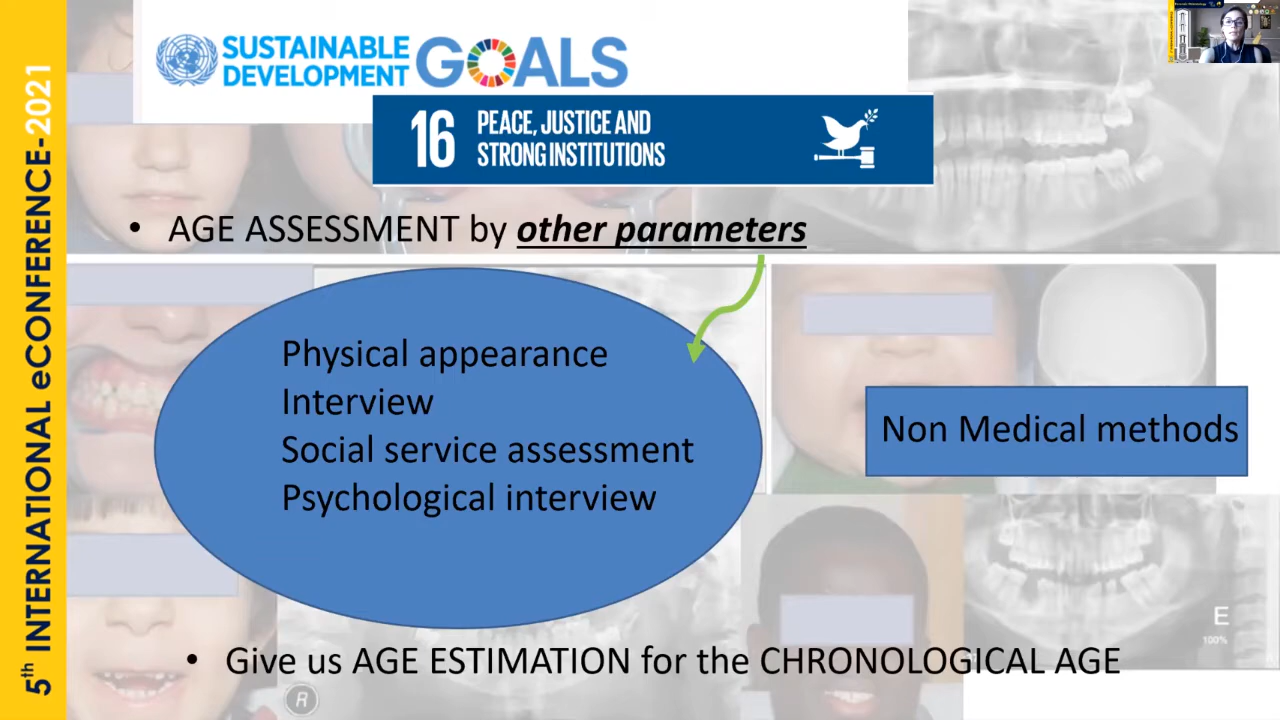 5th INTERNATIONAL eCONFERENCE-2021
SUSTAINABLE
DEVELOPMENT
GOALS
16
PEACE, JUSTICE AND
STRONG INSTITUTIONS
• AGE ASSESSMENT by other parameters
Physical appearance
Interview
Social service assessment
Psychological interview
Non Medical methods
E
100%
• Give us AGE ESTIMATION for the CHRONOLOGICAL AGE
R